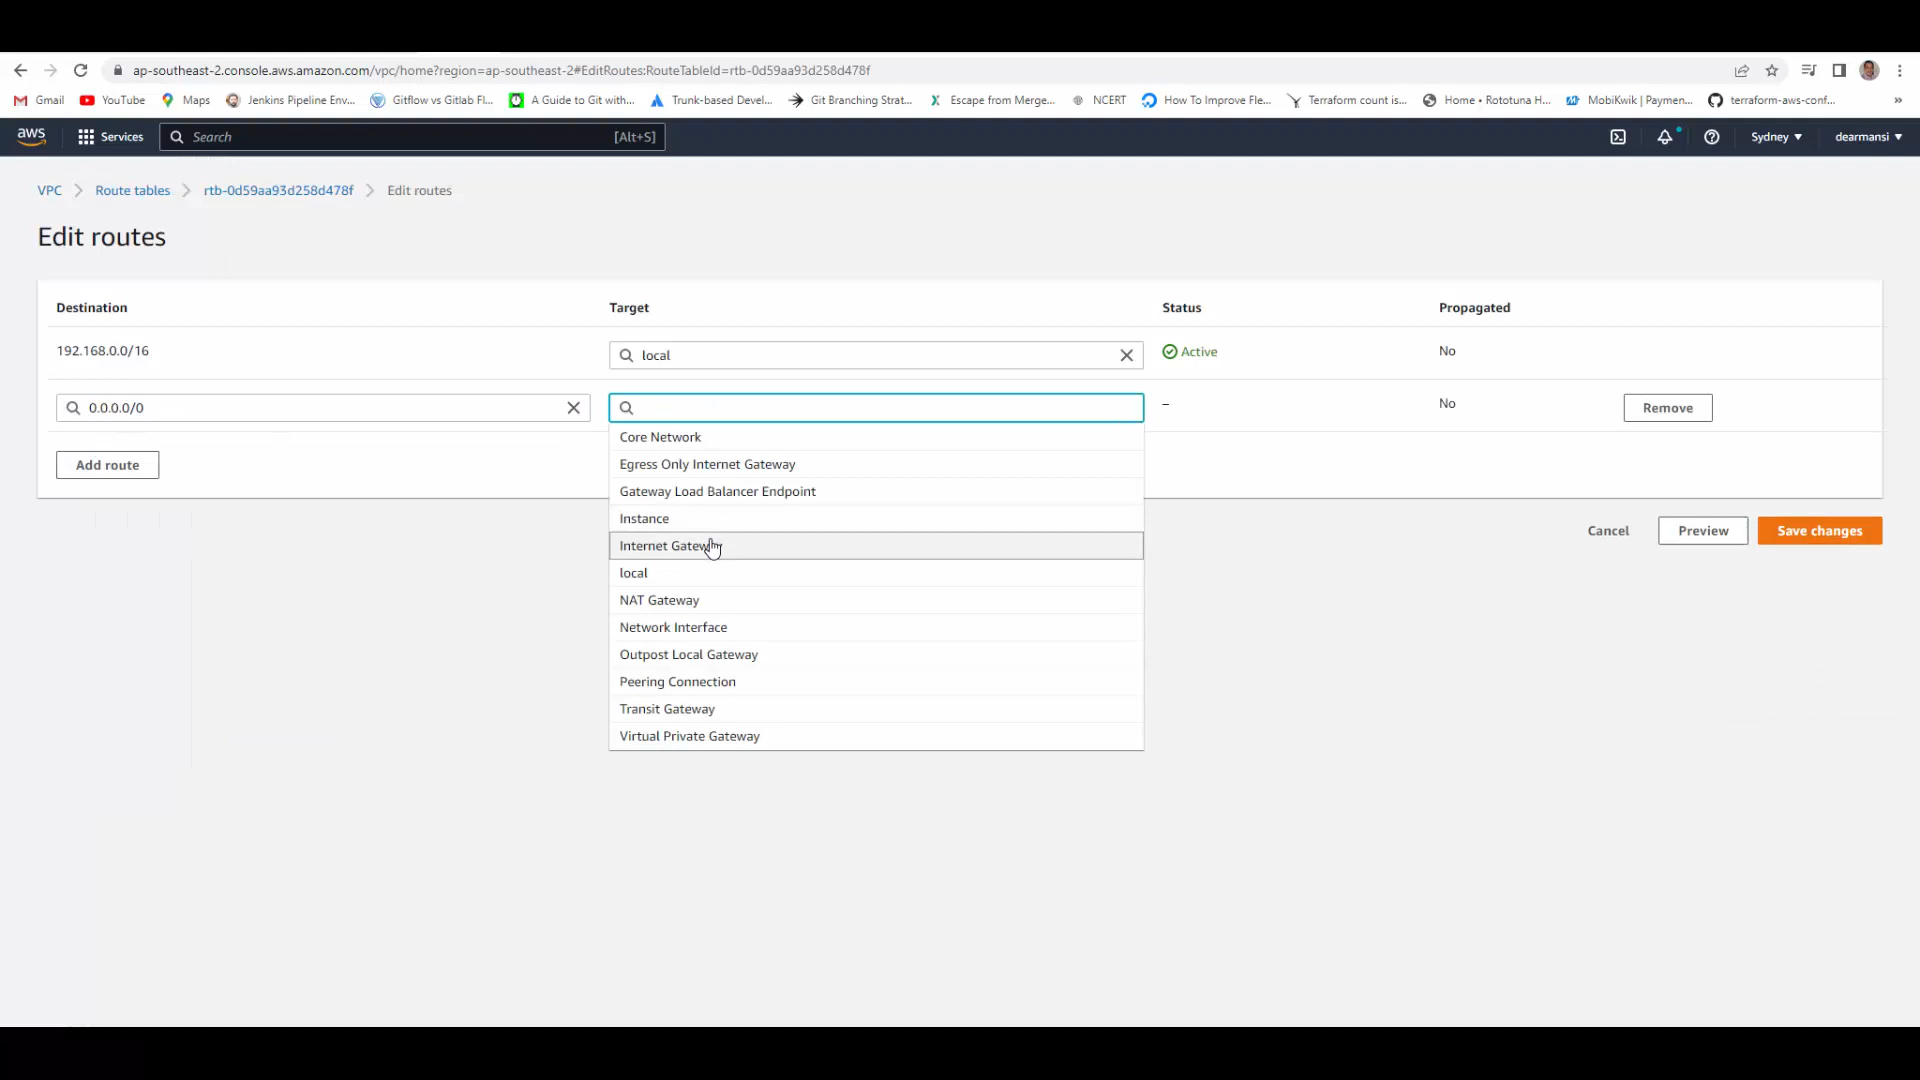 ap-southeast-2.console.aws.amazon.com/vpc/home?region=ap-southeast-2#EditRoutes:RouteTableId=rtb-0d59aa93d258d478f
Gmail YouTube Maps Jenkins Pipeline Env... Gitflow vs Gitlab Fl... A Guide to Git with... Trunk-based Devel... Git Branching Strat... Escape from Merge... NCERT How To Improve Fle... Terraform count is... Home • Rototuna H... MobiKwik | Paymen... terraform-aws-conf... »
aws Services Search [Alt+S] Sydney dearmansi
VPC Route tables rtb-0d59aa93d258d478f Edit routes
Edit routes
Destination Target Status Propagated
192.168.0.0/16 local Active No
0.0.0.0/0 – No Remove
Core Network
Add route Egress Only Internet Gateway
Gateway Load Balancer Endpoint
Instance
Cancel Preview Save changes
Internet Gateway
local
NAT Gateway
Network Interface
Outpost Local Gateway
Peering Connection
Transit Gateway
Virtual Private Gateway